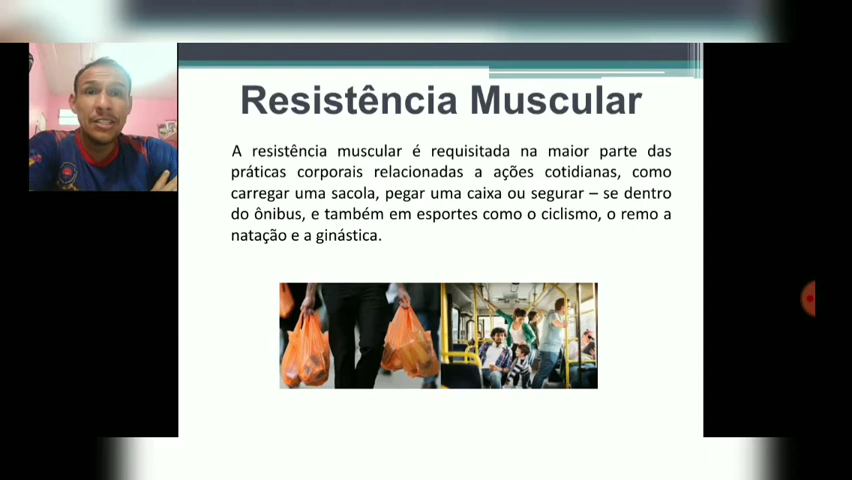 Resistência Muscular
A resistência muscular é requisitada na maior parte das
práticas corporais relacionadas a ações cotidianas, como
carregar uma sacola, pegar uma caixa ou segurar – se dentro
do ônibus, e também em esportes como o ciclismo, o remo a
natação e a ginástica.